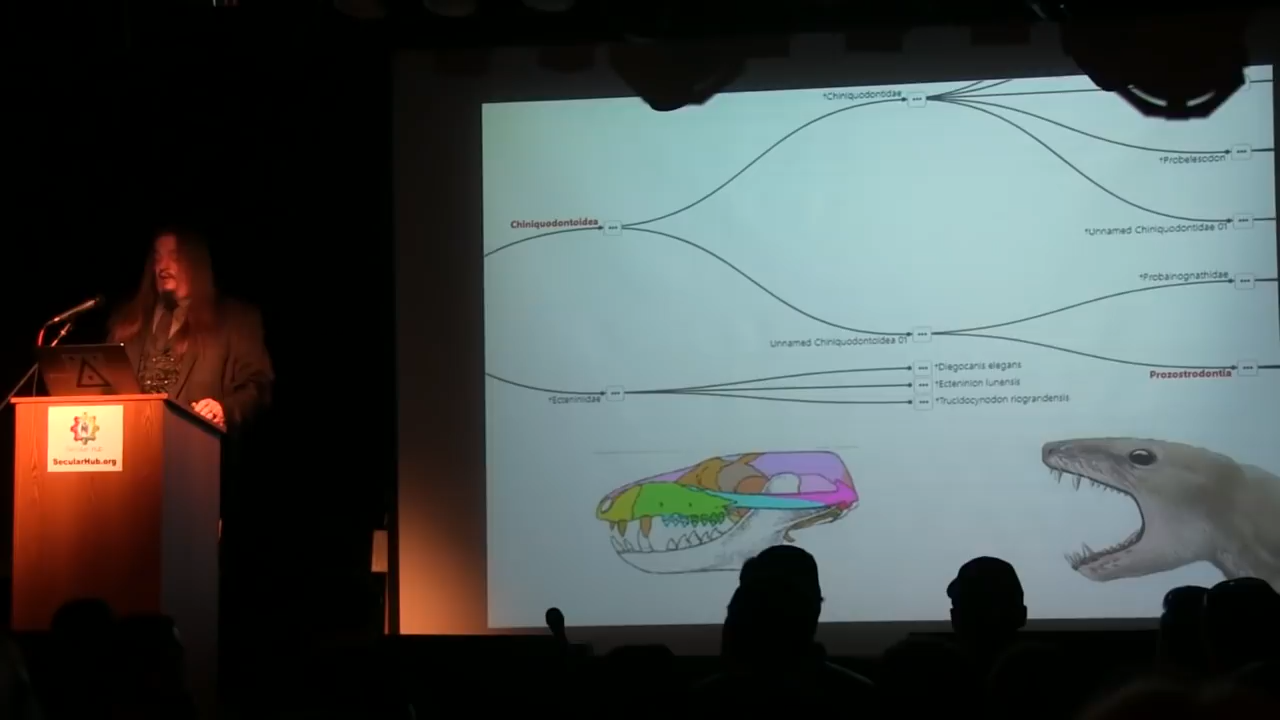 †Chiniquodontidae
†Probelesodon
Chiniquodontoidea
†Unnamed Chiniquodontidae 01
†Probainognathidae
Unnamed Chiniquodontoidea 01
Prozostrodontia
†Ecteniniidae
†Diegocanis elegans
†Ecteninion lunensis
†Trucidocynodon riograndensis
SecularHub.org